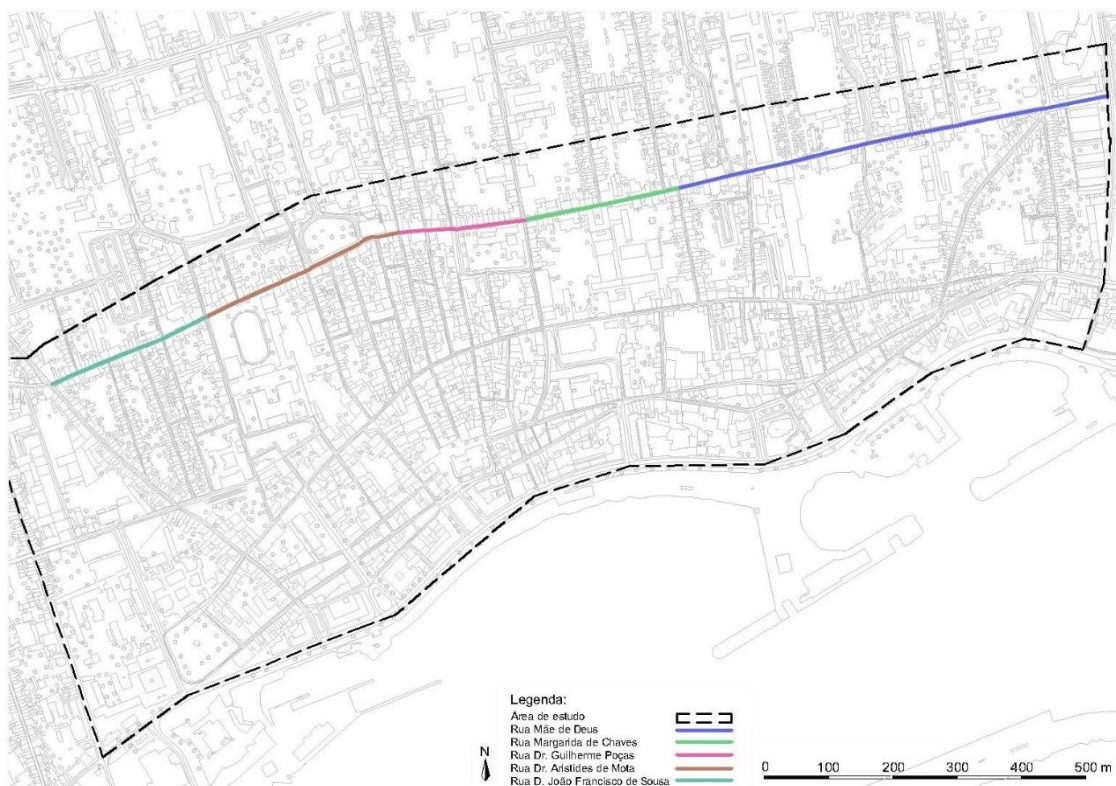 Legenda:
Área de estudo
Rua Mãe de Deus
Rua Margarida de Chaves
Rua Dr. Guilherme Poças
Rua Dr. Aristides de Mota
Rua D. João Francisco de Sousa
N
0 100 200 300 400 500 m